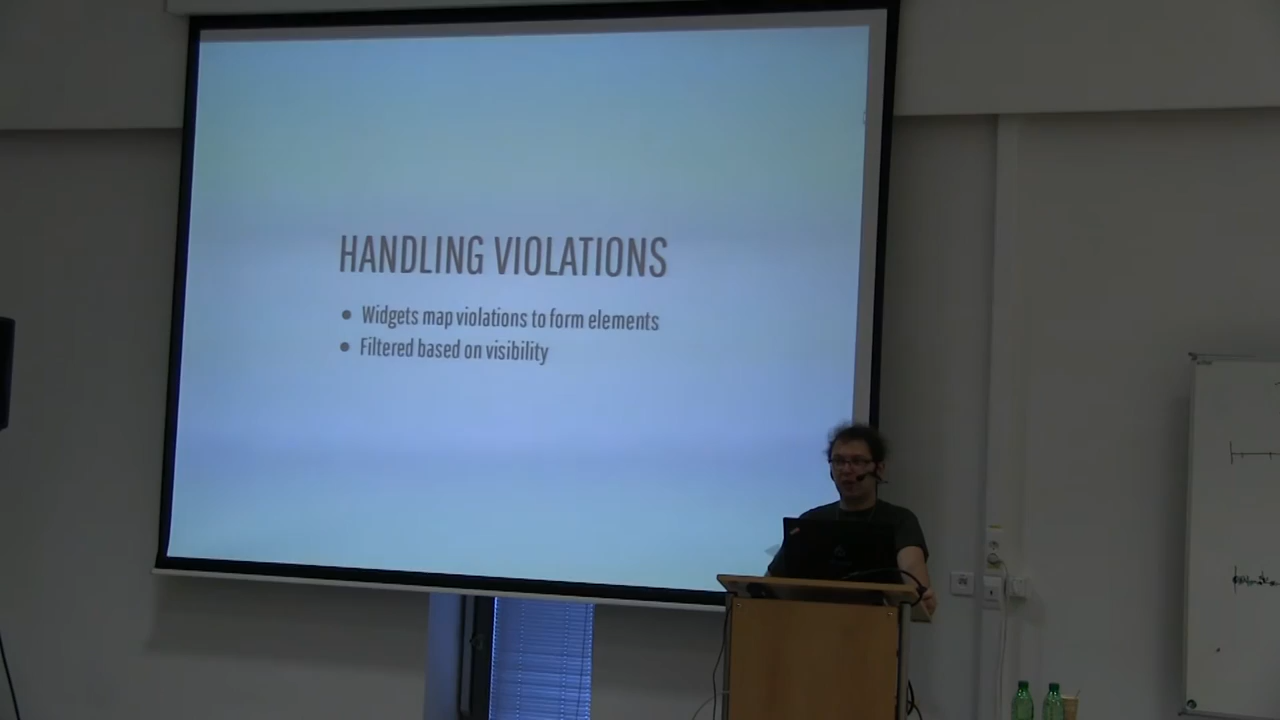 HANDLING VIOLATIONS
• Widgets map violations to form elements
• Filtered based on visibility